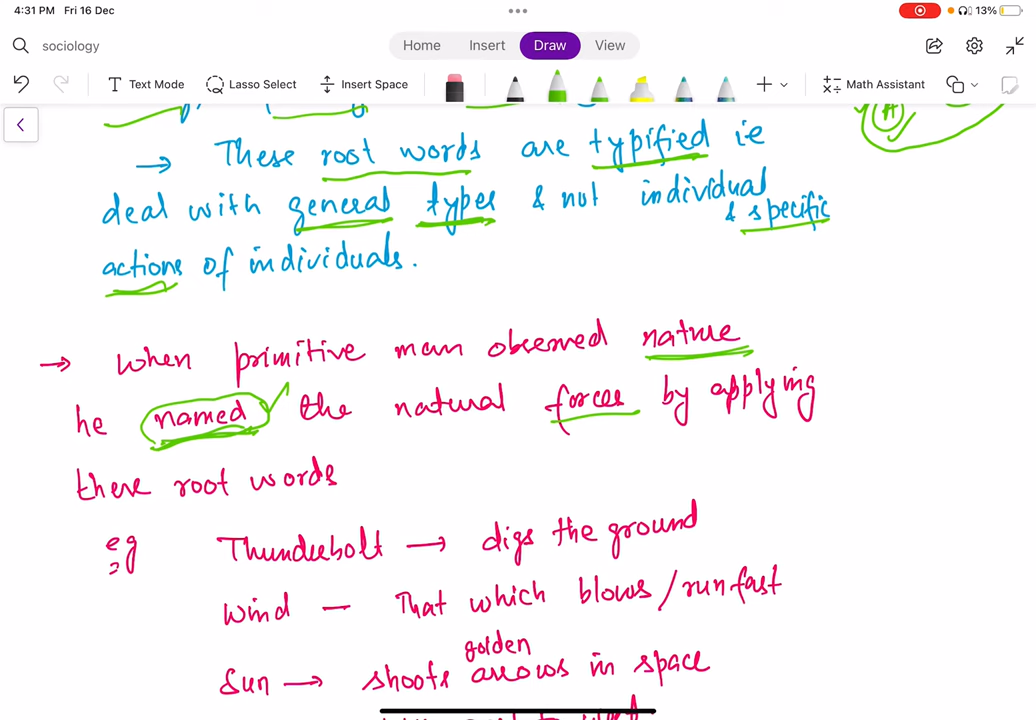 4:31 PM Fri 16 Dec
13%
sociology
Home Insert Draw View
Text Mode Lasso Select Insert Space Math Assistant
→ These root words are typified ie
deal with general types & not individual
& specific
actions of individuals.
→ when primitive man observed nature
he named the natural forces by applying
these root words
eg Thunderbolt → digs the ground
wind — That which blows / run fast
golden
Sun → shoots arrows in space